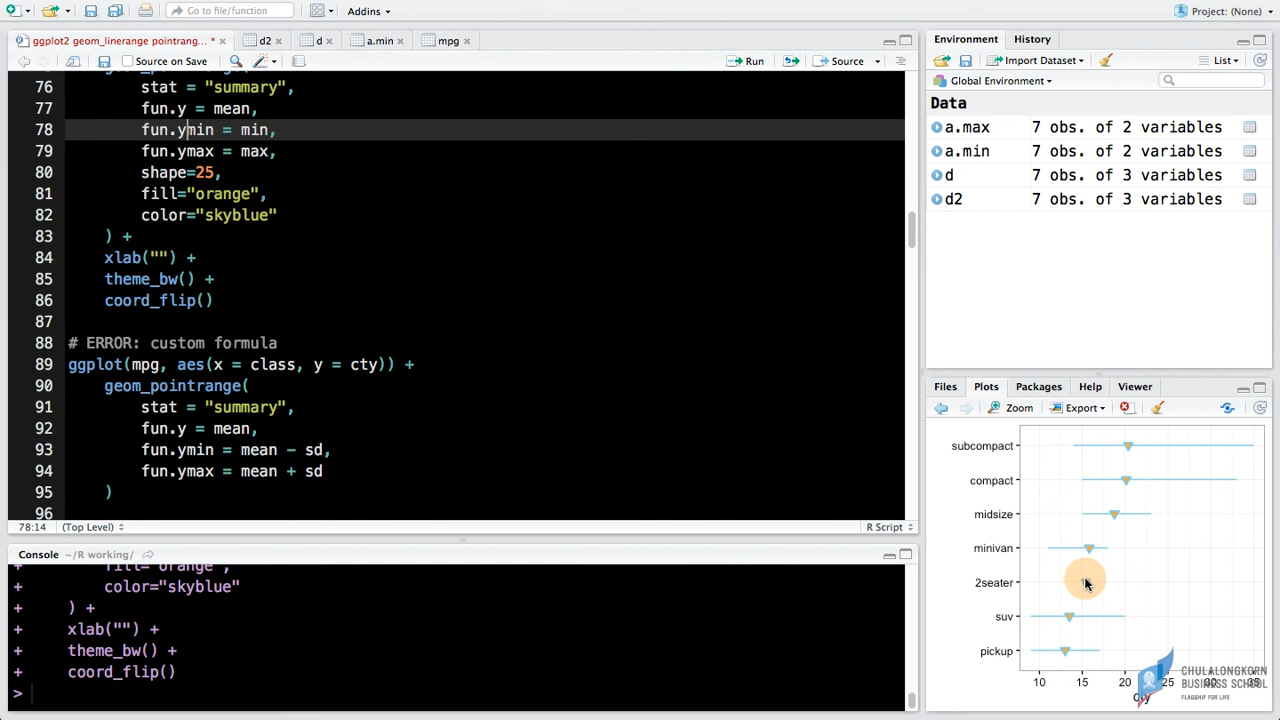 Go to file/function
Addins
Project: (None)
ggplot2 geom_linerange pointrang... *
d2
d
a.min
mpg
Source on Save
Run
Source
76 stat = "summary",
77 fun.y = mean,
78 fun.ymin = min,
79 fun.ymax = max,
80 shape=25,
81 fill="orange",
82 color="skyblue"
83 ) +
84 xlab("") +
85 theme_bw() +
86 coord_flip()
87
88 # ERROR: custom formula
89 ggplot(mpg, aes(x = class, y = cty)) +
90 geom_pointrange(
91 stat = "summary",
92 fun.y = mean,
93 fun.ymin = mean - sd,
94 fun.ymax = mean + sd
95 )
96
78:14 (Top Level)
R Script
Console ~/R working/
+ fill="orange",
+ color="skyblue"
+ ) +
+ xlab("") +
+ theme_bw() +
+ coord_flip()
>
Environment History
Import Dataset List
Global Environment
Data
a.max 7 obs. of 2 variables
a.min 7 obs. of 2 variables
d 7 obs. of 3 variables
d2 7 obs. of 3 variables
Files Plots Packages Help Viewer
Zoom Export
subcompact
compact
midsize
minivan
2seater
suv
pickup
10 15 20 25 30 35
cty
CHULALONGKORN
BUSINESS SCHOOL
FLAGSHIP FOR LIFE